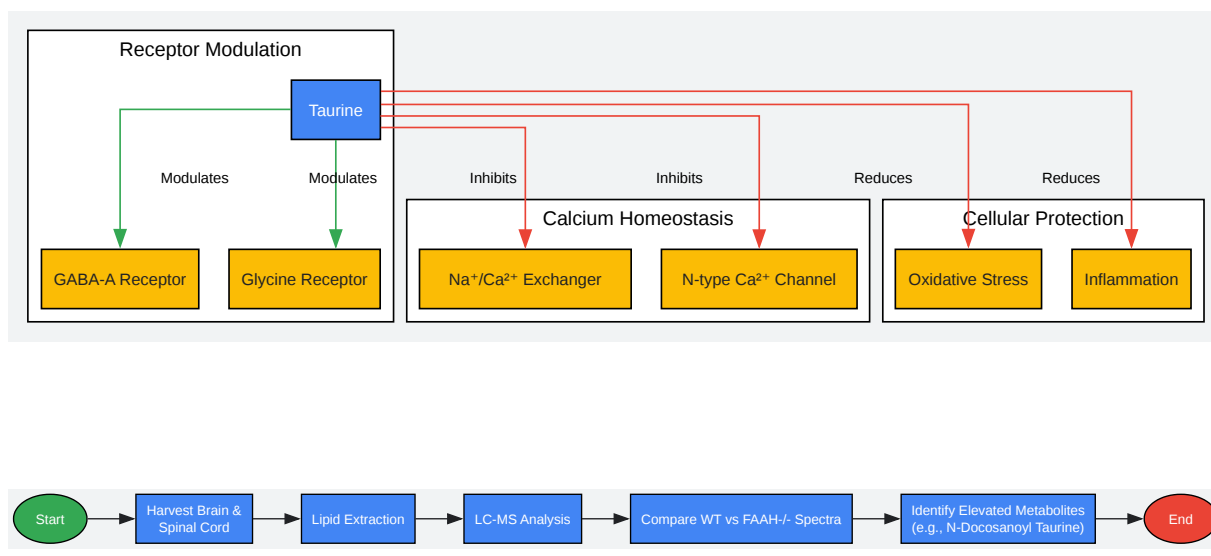 Receptor Modulation
Taurine
Modulates
Modulates
Inhibits
Inhibits
Reduces
Reduces
Calcium Homeostasis
Cellular Protection
GABA-A Receptor
Glycine Receptor
Na⁺/Ca²⁺ Exchanger
N-type Ca²⁺ Channel
Oxidative Stress
Inflammation
Start
Harvest Brain &
Spinal Cord
Lipid Extraction
LC-MS Analysis
Compare WT vs FAAH-/- Spectra
Identify Elevated Metabolites
(e.g., N-Docosanoyl Taurine)
End